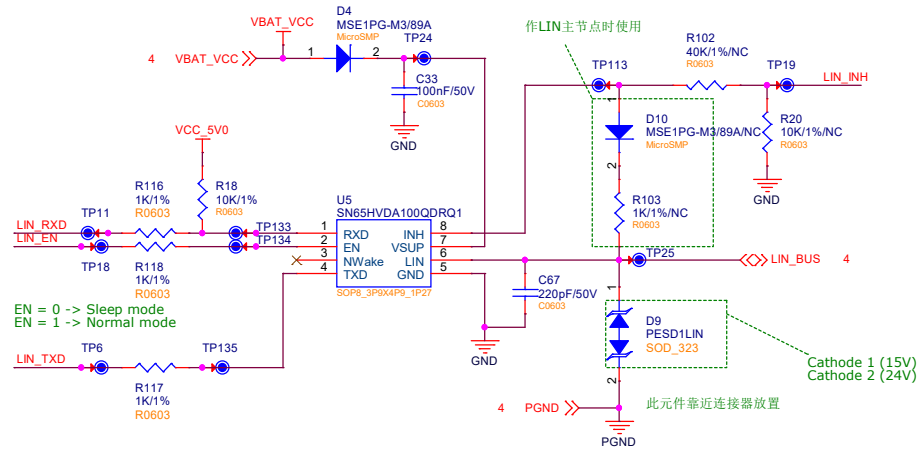 D4
MSE1PG-M3/89A
MicroSMP
VBAT_VCC
TP24
4 VBAT_VCC
1 2
C33
100nF/50V
C0603
GND
作LIN主节点时使用
R102
40K/1%/NC
R0603
TP113
TP19
LIN_INH
1
D10
MSE1PG-M3/89A/NC
MicroSMP
2
R20
10K/1%/NC
R0603
GND
R103
1K/1%/NC
R0603
VCC_5V0
R116
1K/1%
R0603
R18
10K/1%
R0603
U5
SN65HVDA100QDRQ1
TP11
LIN_RXD
TP133
1 RXD INH 8
LIN_EN
TP134
2 EN VSUP 7
3 NWake LIN 6
4 TXD GND 5
SOP8_3P9X4P9_1P27
TP18
R118
1K/1%
R0603
TP25
LIN_BUS 4
C67
220pF/50V
C0603
GND
EN = 0 -> Sleep mode
EN = 1 -> Normal mode
1
D9
PESD1LIN
SOD_323
2
Cathode 1 (15V)
Cathode 2 (24V)
LIN_TXD
TP6
TP135
R117
1K/1%
R0603
4 PGND
此元件靠近连接器放置
PGND